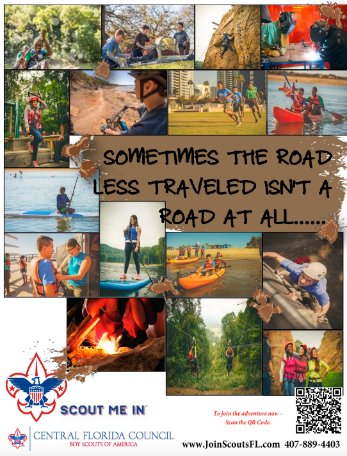 SOMETIMES THE ROAD
LESS TRAVELED ISN'T A
ROAD AT ALL......
SCOUT ME IN
CENTRAL FLORIDA COUNCIL
BOY SCOUTS OF AMERICA
To join the adventure now –
Scan the QR Code.
www.JoinScoutsFL.com 407-889-4403